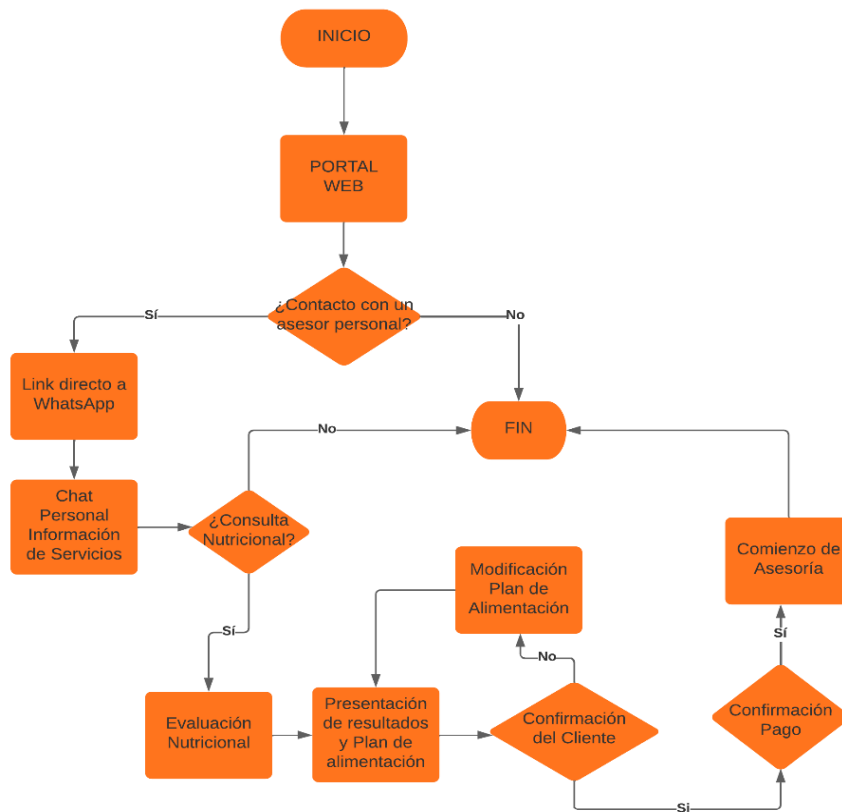 INICIO
PORTAL
WEB
¿Contacto con un
asesor personal?
Sí
No
Link directo a
WhatsApp
FIN
No
Chat
Personal
Información
de Servicios
¿Consulta
Nutricional?
Comienzo de
Asesoría
Modificación
Plan de
Alimentación
Sí
Sí
No
Evaluación
Nutricional
Presentación
de resultados
y Plan de
alimentación
Confirmación
del Cliente
Confirmación
Pago
Si